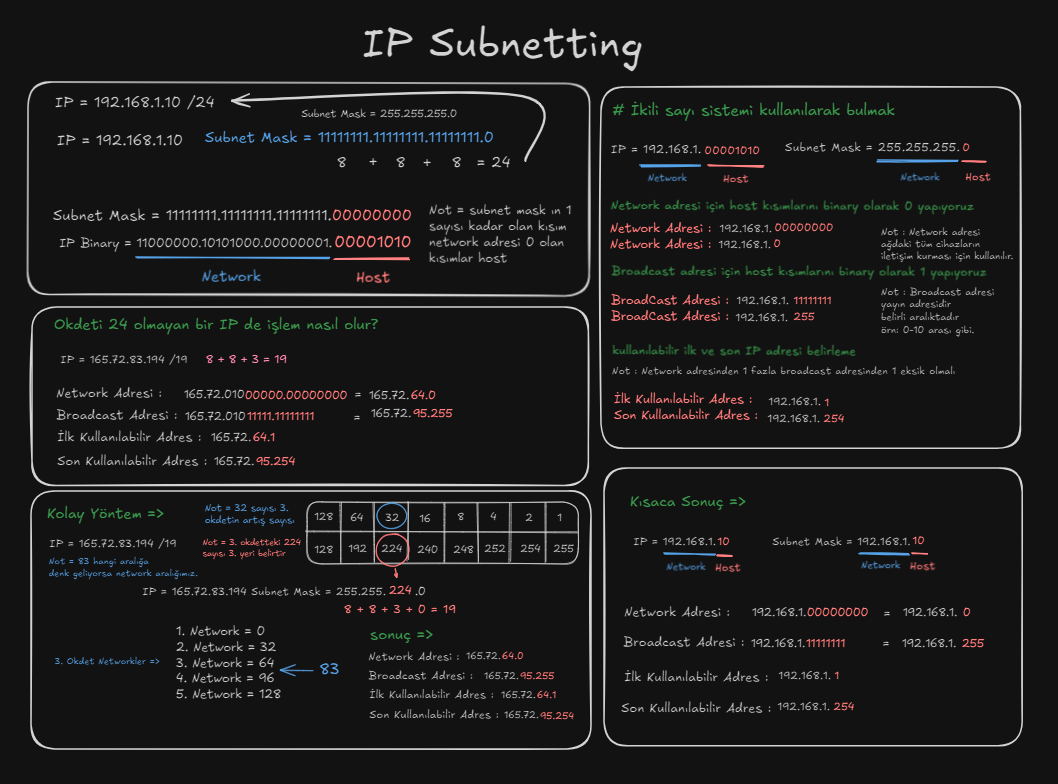 IP Subnetting
IP = 192.168.1.10 /24
Subnet Mask = 255.255.255.0
IP = 192.168.1.10 Subnet Mask = 11111111.11111111.11111111.0
8 + 8 + 8 = 24
Subnet Mask = 11111111.11111111.11111111.00000000
IP Binary = 11000000.10101000.00000001.00001010
Network Host
Not = subnet mask ın 1
sayısı kadar olan kısım
network adresi 0 olan
kısımlar host
Okdeti 24 olmayan bir IP de işlem nasıl olur?
IP = 165.72.83.194 /19 8 + 8 + 3 = 19
Network Adresi : 165.72.01000000.00000000 = 165.72.64.0
Broadcast Adresi : 165.72.01011111.11111111 = 165.72.95.255
İlk Kullanılabilir Adres : 165.72.64.1
Son Kullanılabilir Adres : 165.72.95.254
Kolay Yöntem =>
IP = 165.72.83.194 /19
Not = 83 hangi aralığa
denk geliyorsa network aralığımız.
Not = 32 sayısı 3.
okdetin artış sayısı
Not = 3. okdetteki 224
sayısı 3. yeri belirtir
128 64 32 16 8 4 2 1
128 192 224 240 248 252 254 255
IP = 165.72.83.194 Subnet Mask = 255.255.224.0
8 + 8 + 3 + 0 = 19
3. Okdet Networkler =>
1. Network = 0
2. Network = 32
3. Network = 64
4. Network = 96
5. Network = 128
83
sonuç =>
Network Adresi : 165.72.64.0
Broadcast Adresi : 165.72.95.255
İlk Kullanılabilir Adres : 165.72.64.1
Son Kullanılabilir Adres : 165.72.95.254
# İkili sayı sistemi kullanılarak bulmak
IP = 192.168.1.00001010 Subnet Mask = 255.255.255.0
Network Host Network Host
Network adresi için host kısımlarını binary olarak 0 yapıyoruz
Network Adresi : 192.168.1.00000000
Network Adresi : 192.168.1.0
Not : Network adresi
ağdaki tüm cihazların
iletişim kurması için kullanılır.
Broadcast adresi için host kısımlarını binary olarak 1 yapıyoruz
BroadCast Adresi : 192.168.1.11111111
BroadCast Adresi : 192.168.1.255
Not : Broadcast adresi
yayın adresidir
belirli aralıktadır
örn: 0-10 arası gibi.
kullanılabilir ilk ve son IP adresi belirleme
Not : Network adresinden 1 fazla broadcast adresinden 1 eksik olmalı
İlk Kullanılabilir Adres : 192.168.1.1
Son Kullanılabilir Adres : 192.168.1.254
Kısaca Sonuç =>
IP = 192.168.1.10 Subnet Mask = 192.168.1.10
Network Host Network Host
Network Adresi : 192.168.1.00000000 = 192.168.1.0
Broadcast Adresi : 192.168.1.11111111 = 192.168.1.255
İlk Kullanılabilir Adres : 192.168.1.1
Son Kullanılabilir Adres : 192.168.1.254